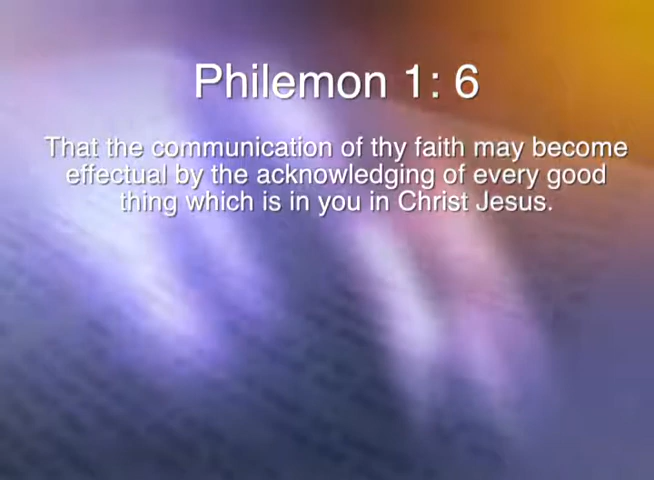 Philemon 1: 6
That the communication of thy faith may become
effectual by the acknowledging of every good
thing which is in you in Christ Jesus.